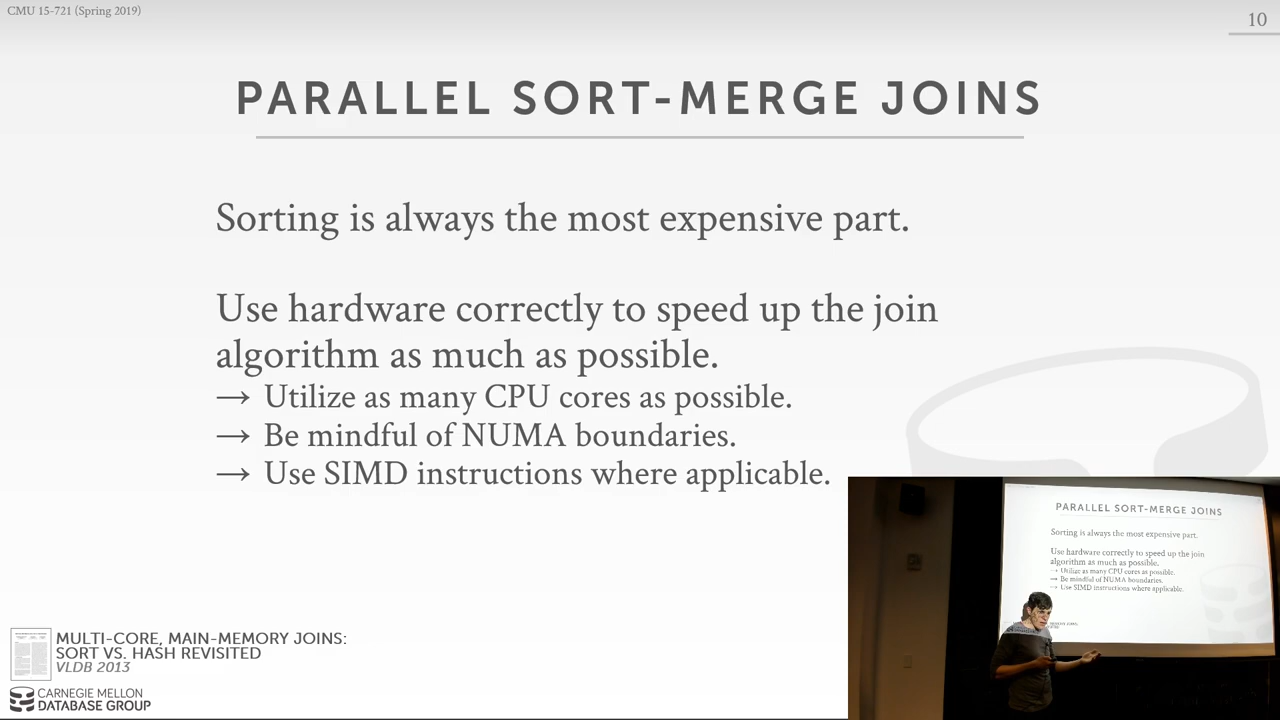 CMU 15-721 (Spring 2019)
10
PARALLEL SORT-MERGE JOINS
Sorting is always the most expensive part.
Use hardware correctly to speed up the join
algorithm as much as possible.
→ Utilize as many CPU cores as possible.
→ Be mindful of NUMA boundaries.
→ Use SIMD instructions where applicable.
MULTI-CORE, MAIN-MEMORY JOINS:
SORT VS. HASH REVISITED
VLDB 2013
CARNEGIE MELLON
DATABASE GROUP
PARALLEL SORT-MERGE JOINS
Sorting is always the most expensive part.
Use hardware correctly to speed up the join
algorithm as much as possible.
→ Utilize as many CPU cores as possible.
→ Be mindful of NUMA boundaries.
→ Use SIMD instructions where applicable.